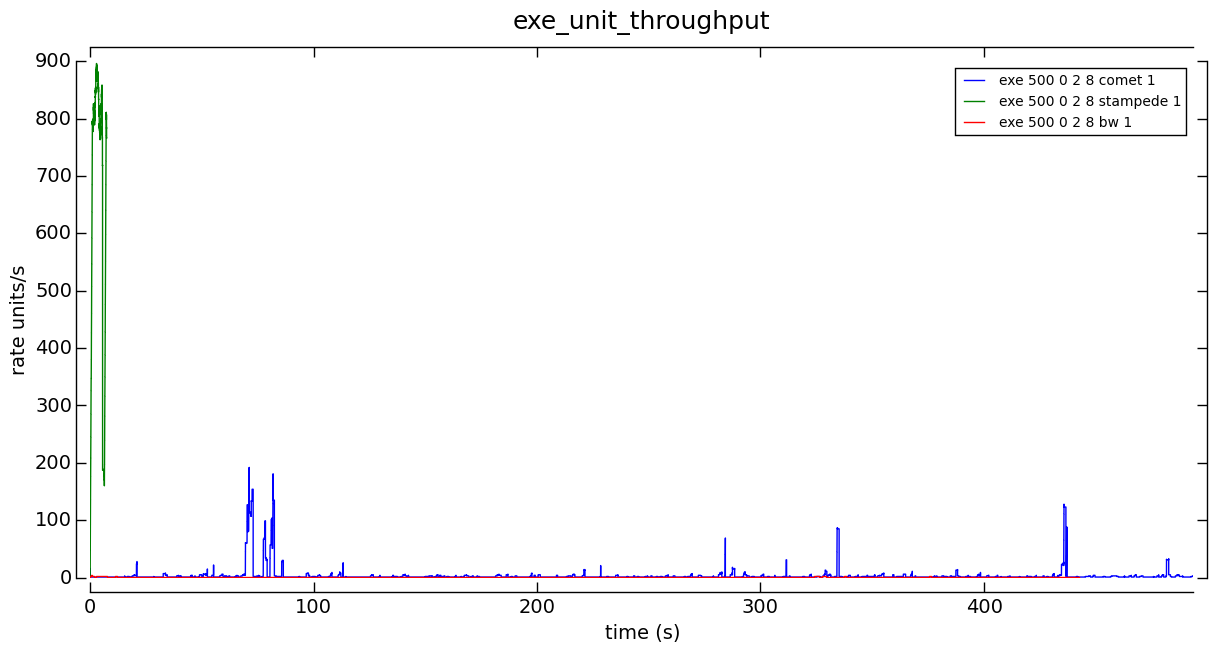 exe_unit_throughput
900
800
700
600
500
400
300
200
100
0
rate units/s
exe 500 0 2 8 comet 1
exe 500 0 2 8 stampede 1
exe 500 0 2 8 bw 1
0 100 200 300 400
time (s)